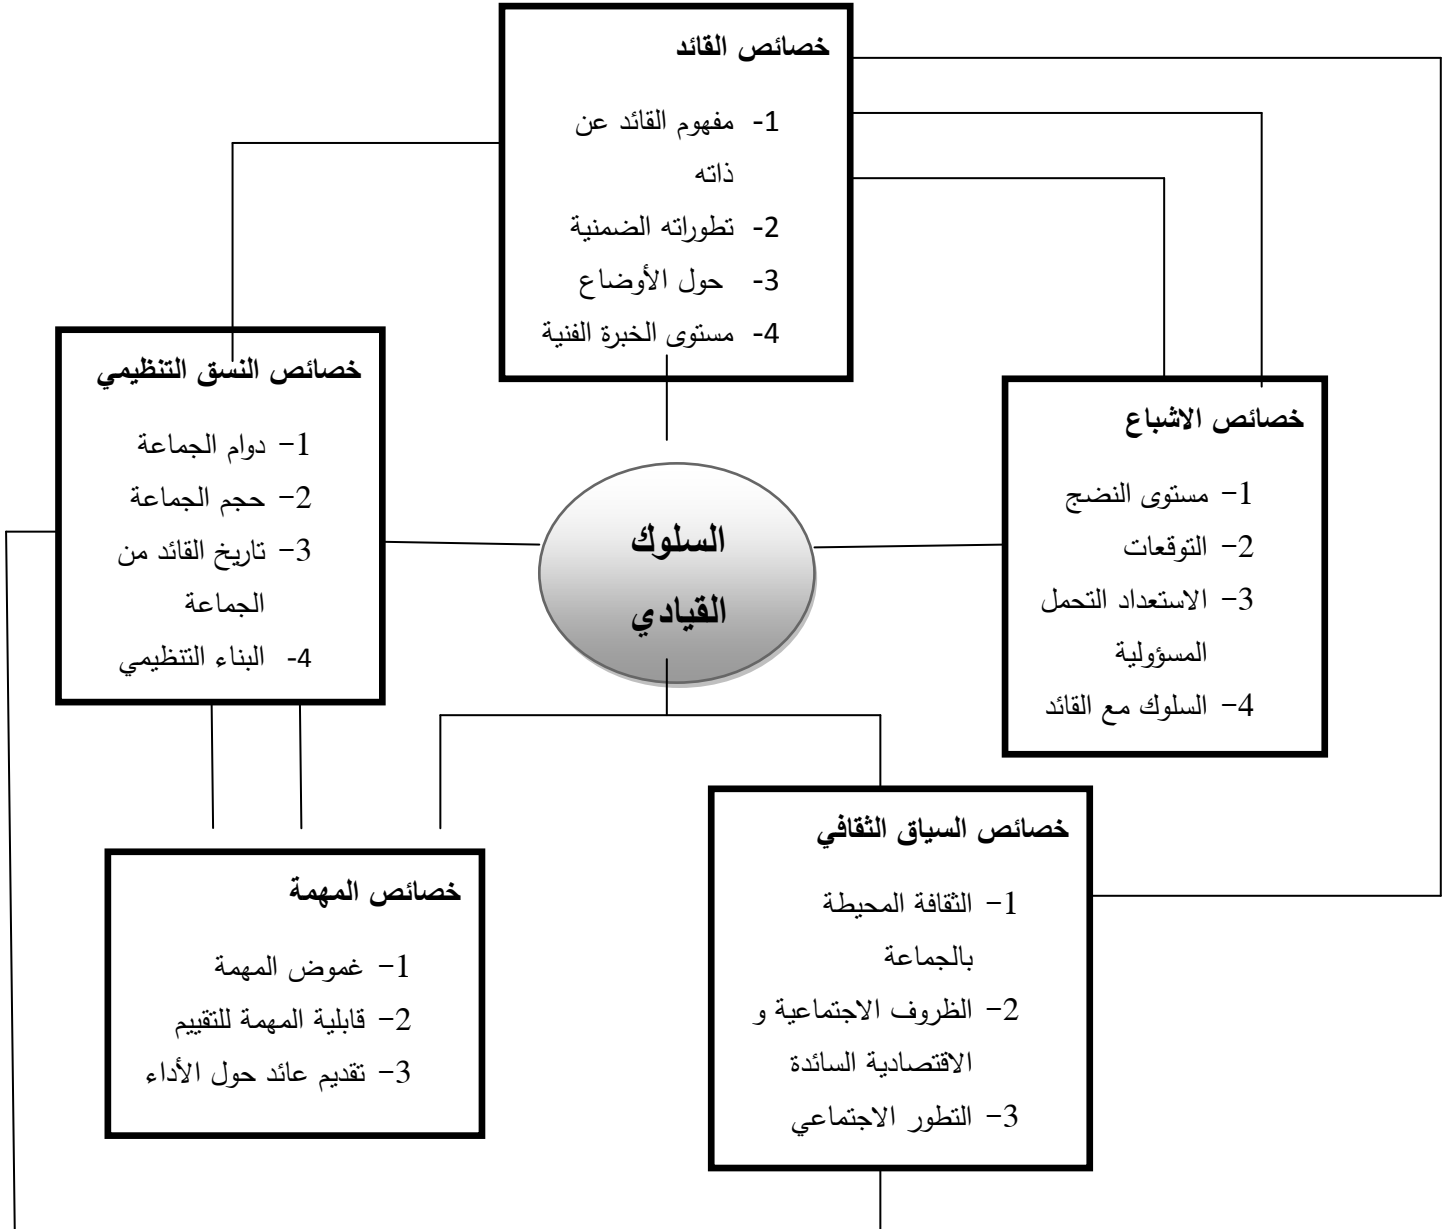 خصائص القائد
1- مفهوم القائد عن
ذاته
2- تطوراته الضمنية
3- حول الأوضاع
4- مستوى الخبرة الفنية
خصائص الاشباع
1- مستوى النضج
2- التوقعات
3- الاستعداد التحمل
المسؤولية
4- السلوك مع القائد
خصائص النسق التنظيمي
1- دوام الجماعة
2- حجم الجماعة
3- تاريخ القائد من
الجماعة
4- البناء التنظيمي
السلوك
القيادي
خصائص السياق الثقافي
1- الثقافة المحيطة
بالجماعة
2- الظروف الاجتماعية و
الاقتصادية السائدة
3- التطور الاجتماعي
خصائص المهمة
1- غموض المهمة
2- قابلية المهمة للتقييم
3- تقديم عائد حول الأداء